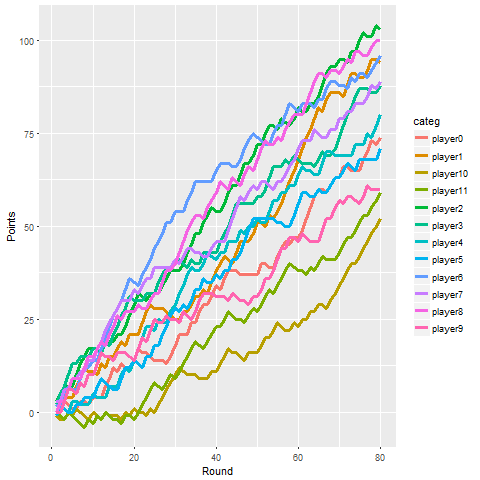 100
75
50
25
0
Points
0
20
40
60
80
Round
categ
player0
player1
player10
player11
player2
player3
player4
player5
player6
player7
player8
player9